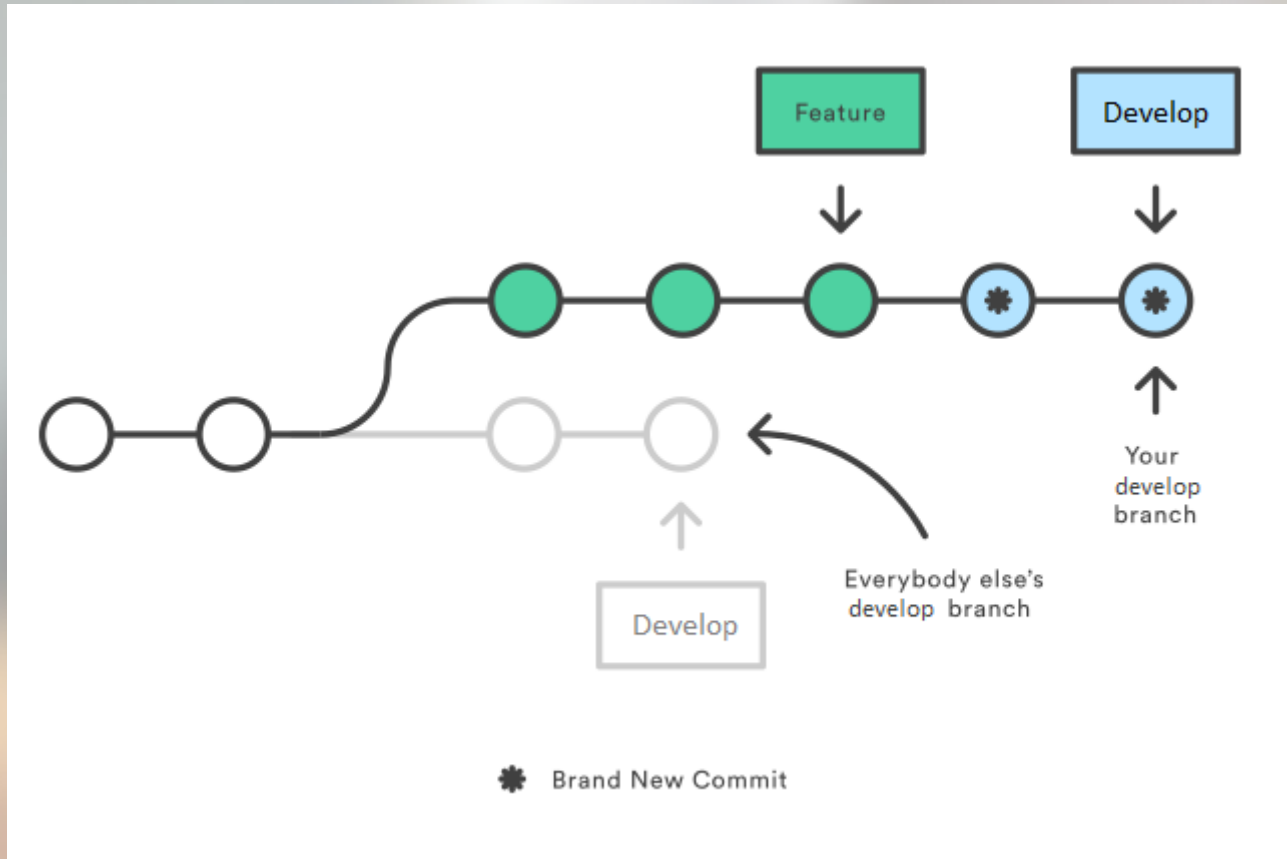 Feature
Develop
Your
develop
branch
Everybody else's
develop branch
Develop
Brand New Commit